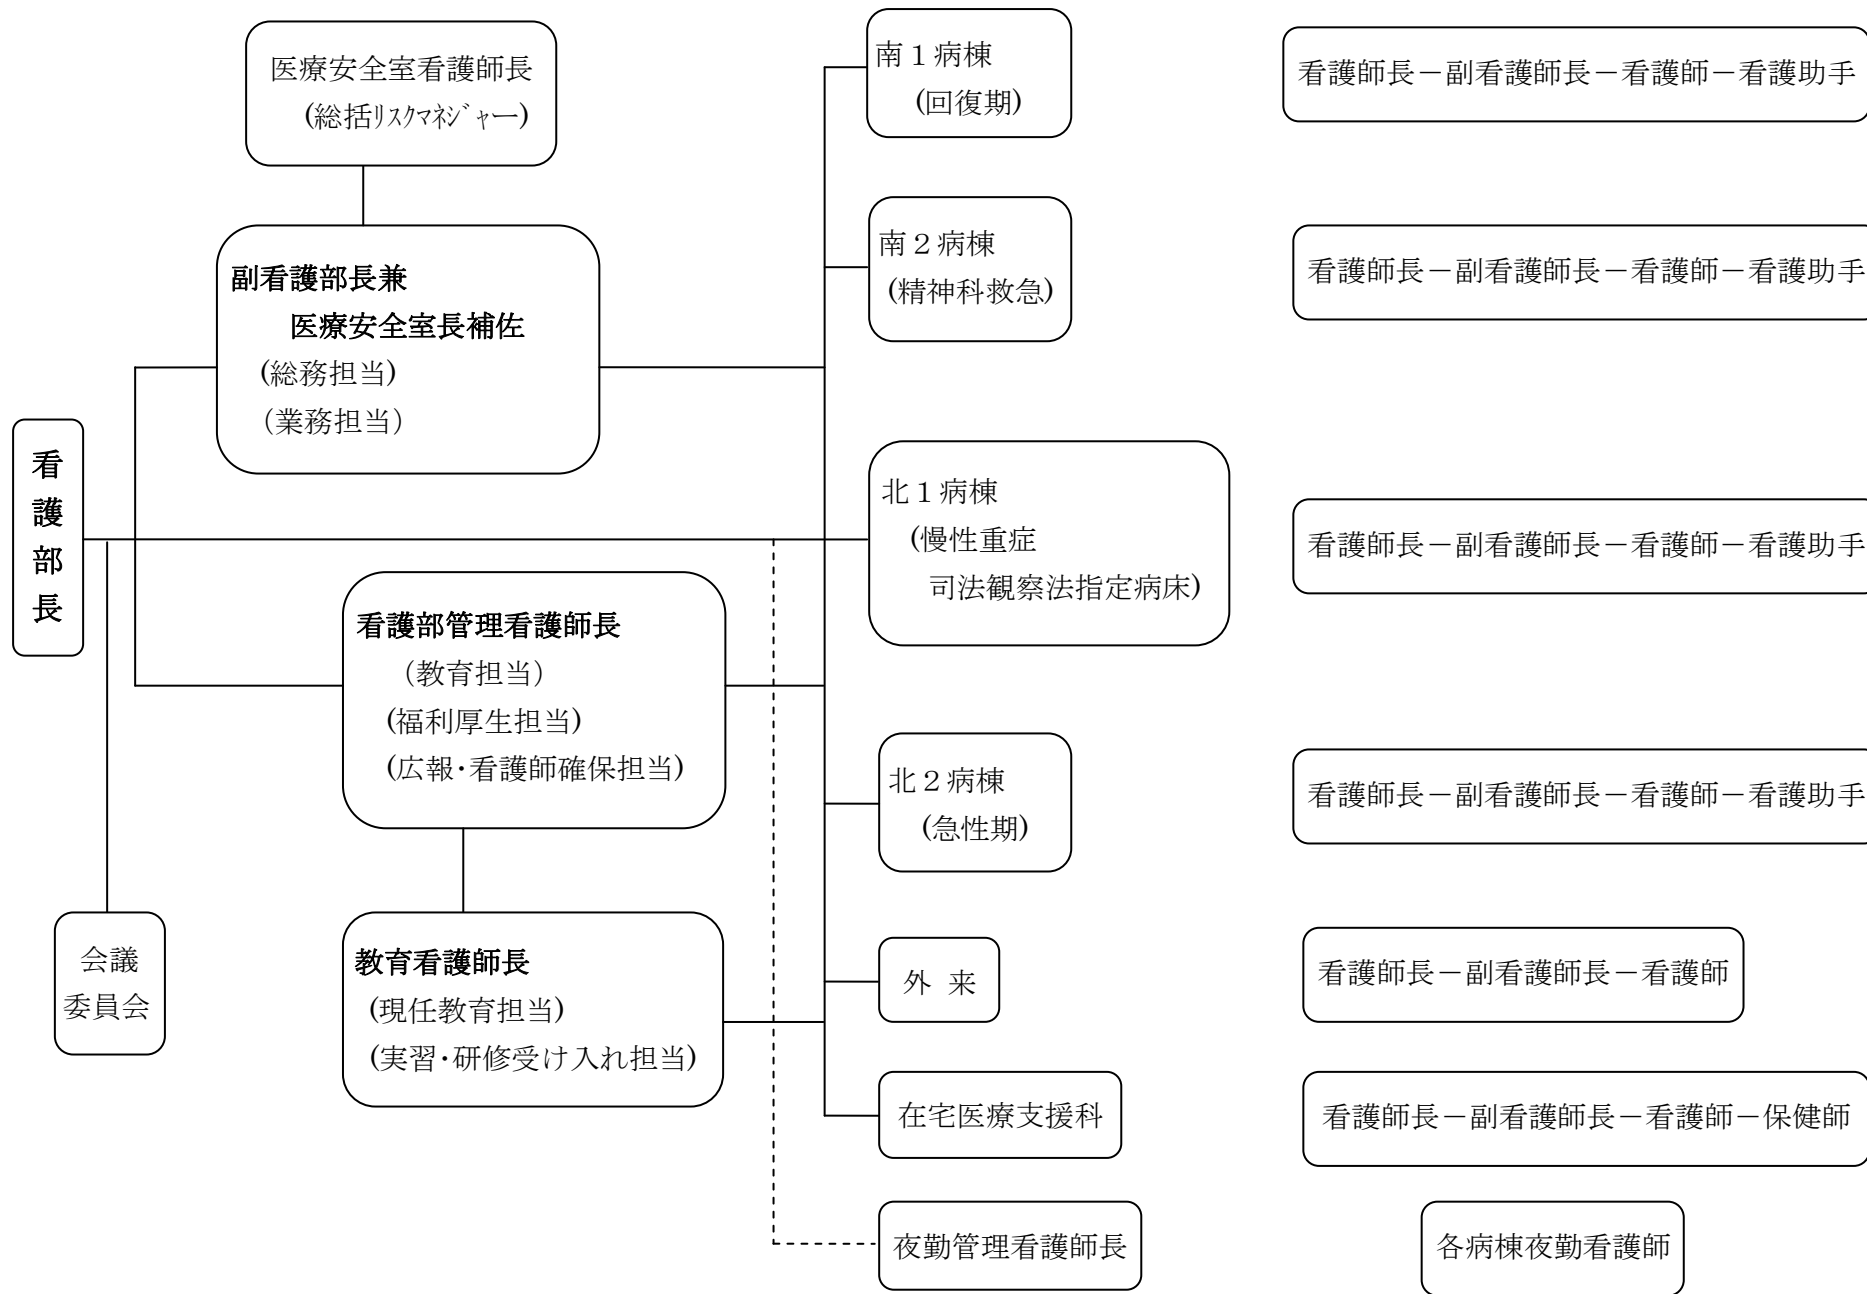 医療安全室看護師長
(総括ﾘｽｸﾏﾈｼﾞｬー)
副看護部長兼
医療安全室長補佐
(総務担当)
（業務担当）
看護部長
看護部管理看護師長
（教育担当）
(福利厚生担当)
(広報・看護師確保担当)
会議
委員会
教育看護師長
(現任教育担当)
(実習・研修受け入れ担当)
南１病棟
(回復期)
看護師長－副看護師長－看護師－看護助手
南２病棟
(精神科救急)
看護師長－副看護師長－看護師－看護助手
北１病棟
(慢性重症
司法観察法指定病床)
看護師長－副看護師長－看護師－看護助手
北２病棟
(急性期)
看護師長－副看護師長－看護師－看護助手
外 来
看護師長－副看護師長－看護師
在宅医療支援科
看護師長－副看護師長－看護師－保健師
夜勤管理看護師長
各病棟夜勤看護師